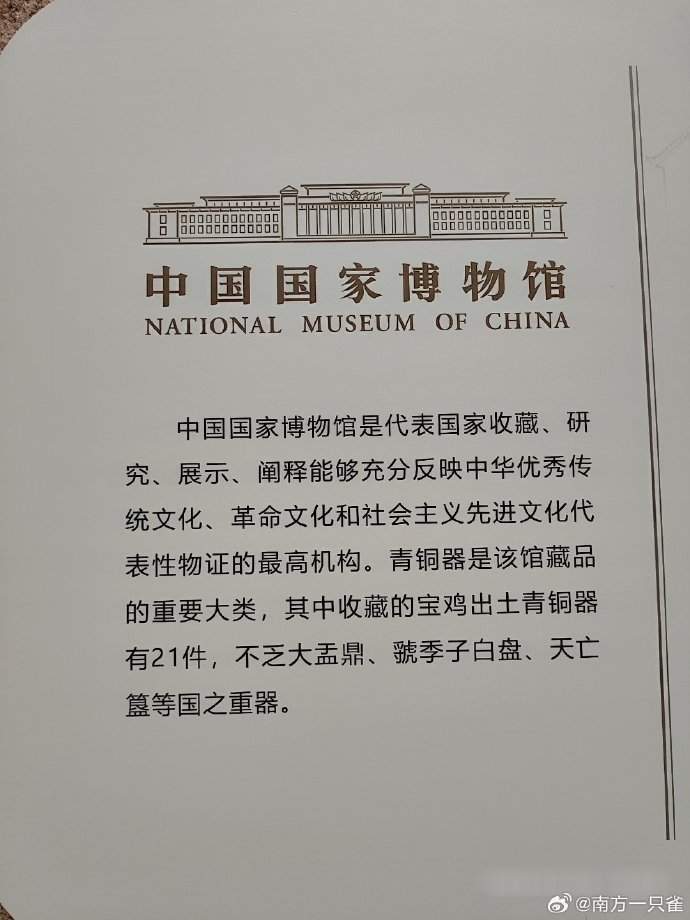 中国国家博物馆
NATIONAL MUSEUM OF CHINA
中国国家博物馆是代表国家收藏、研
究、展示、阐释能够充分反映中华优秀传
统文化、革命文化和社会主义先进文化代
表性物证的最高机构。青铜器是该馆藏品
的重要大类，其中收藏的宝鸡出土青铜器
有21件，不乏大盂鼎、虢季子白盘、天亡
簋等国之重器。
@南方一只雀